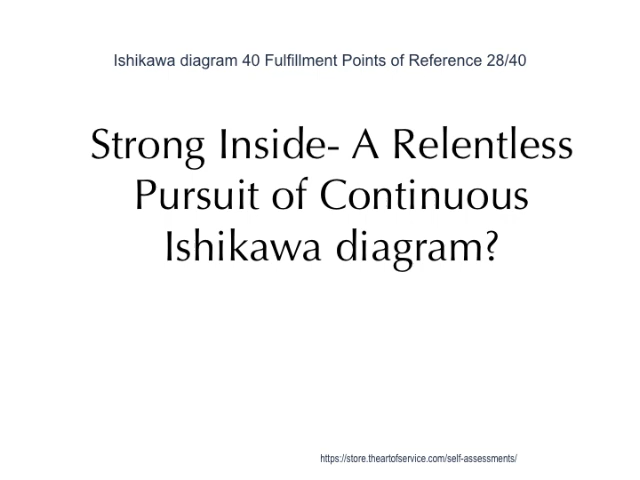 Ishikawa diagram 40 Fulfillment Points of Reference 28/40
Strong Inside- A Relentless
Pursuit of Continuous
Ishikawa diagram?
https://store.theartofservice.com/self-assessments/